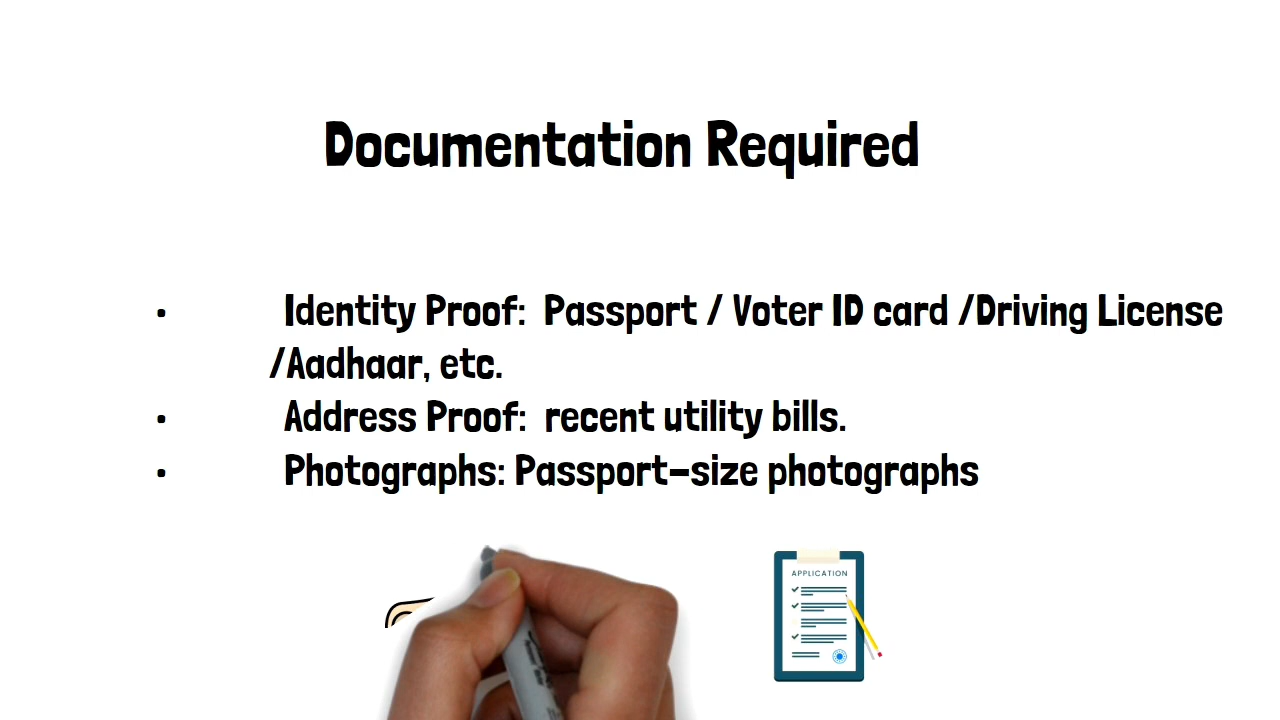 Documentation Required
• Identity Proof: Passport / Voter ID card /Driving License
/Aadhaar, etc.
• Address Proof: recent utility bills.
• Photographs: Passport-size photographs
APPLICATION